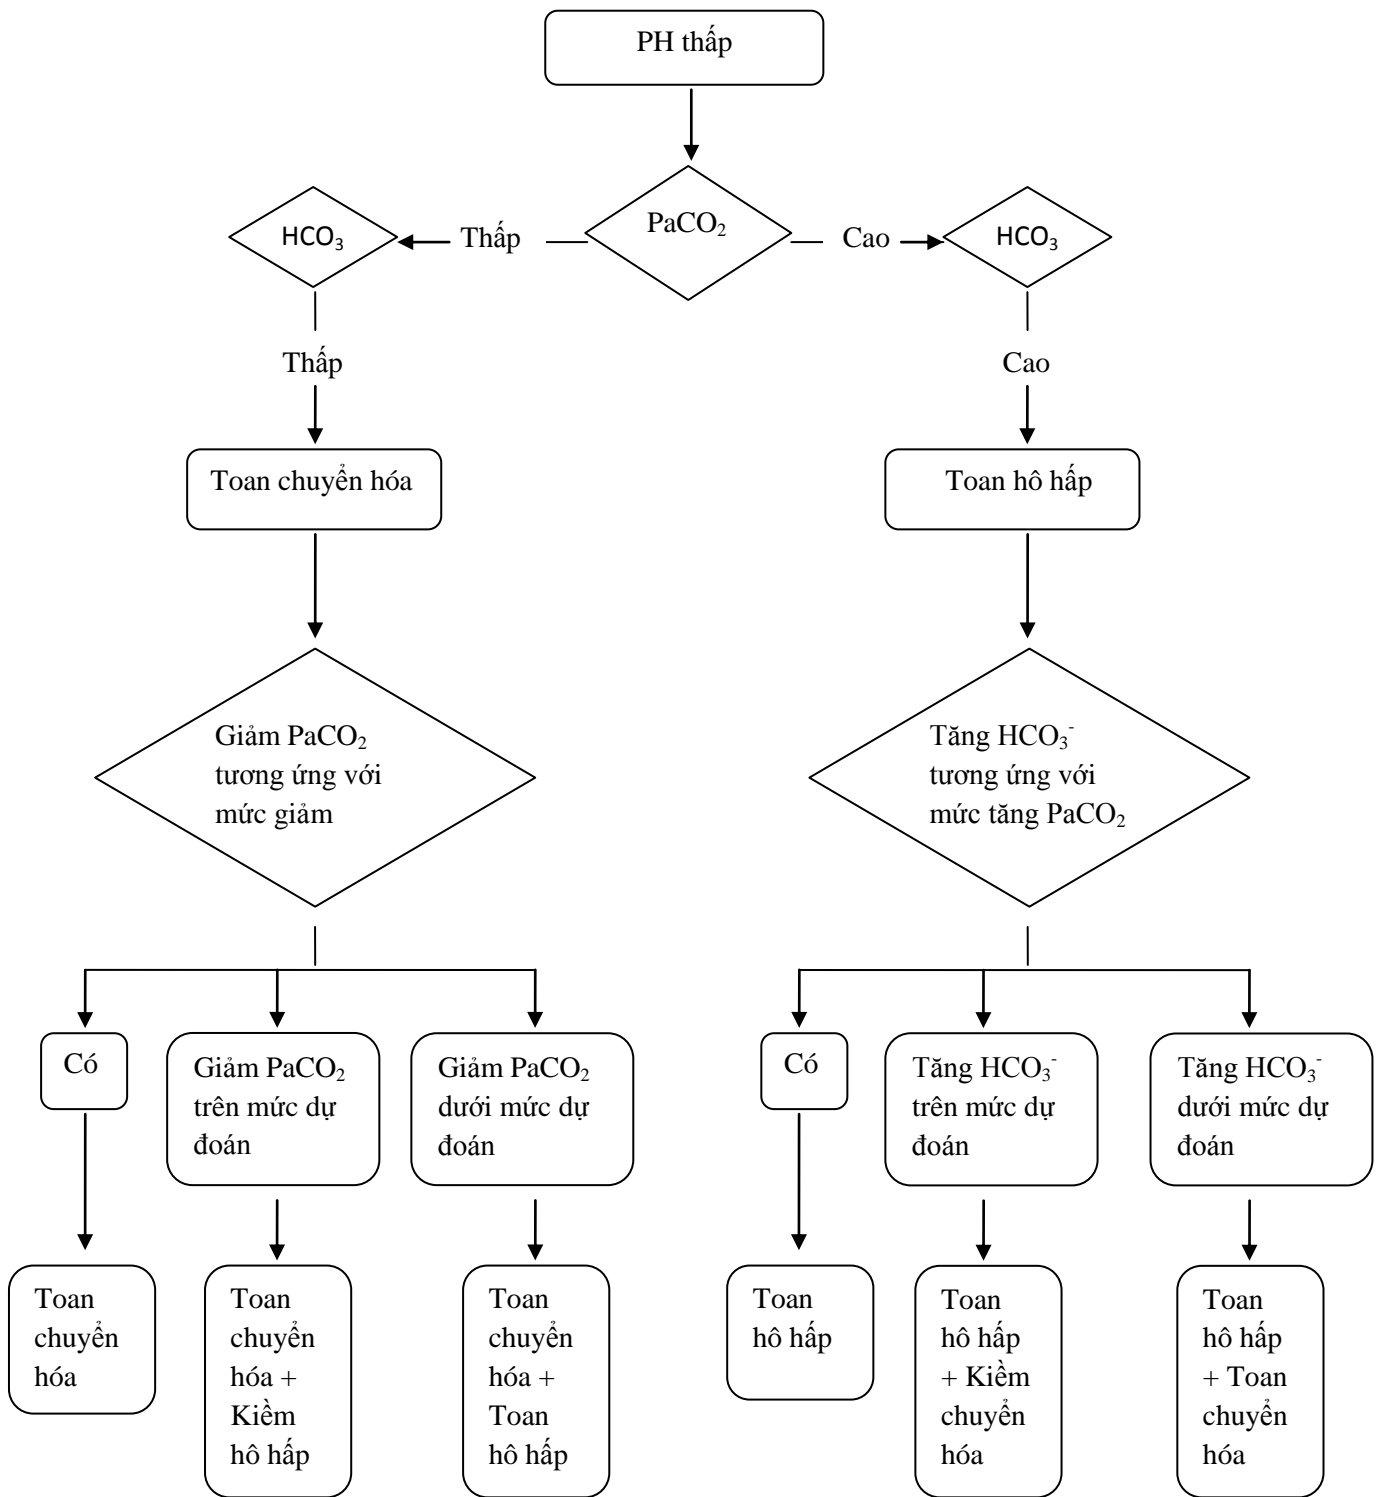 PH thấp
PaCO₂
HCO₃
Thấp
Cao
HCO₃
Thấp
Cao
Toan chuyển hóa
Toan hô hấp
Giảm PaCO₂
tương ứng với
mức giảm
Tăng HCO₃⁻
tương ứng với
mức tăng PaCO₂
Có
Giảm PaCO₂
trên mức dự
đoán
Giảm PaCO₂
dưới mức dự
đoán
Có
Tăng HCO₃⁻
trên mức dự
đoán
Tăng HCO₃⁻
dưới mức dự
đoán
Toan
chuyển
hóa
Toan
chuyển
hóa +
Kiềm
hô hấp
Toan
chuyển
hóa +
Toan
hô hấp
Toan
hô hấp
Toan
hô hấp
+ Kiềm
chuyển
hóa
Toan
hô hấp
+ Toan
chuyển
hóa